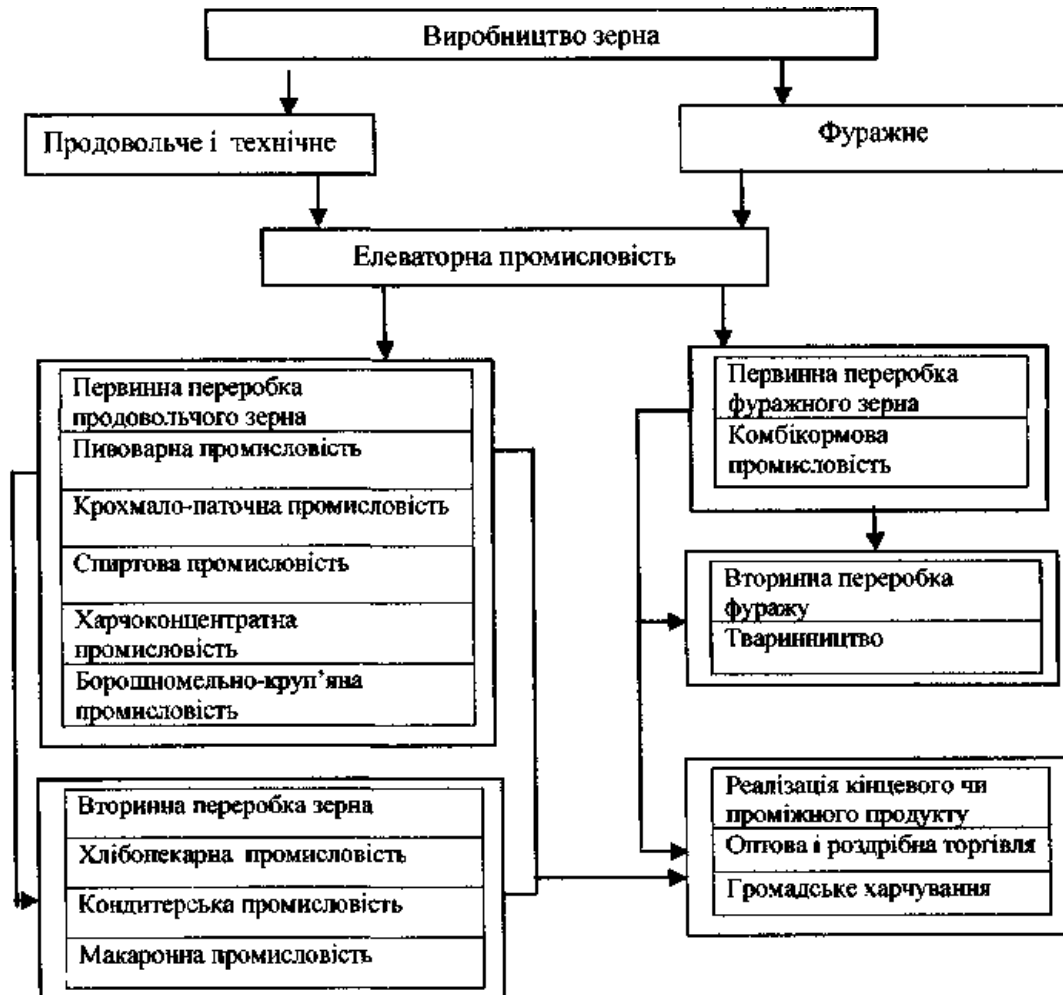 Виробництво зерна
Продовольче і технічне
Фуражне
Елеваторна промисловість
Первинна переробка
продовольчого зерна
Пивоварна промисловість
Крохмало-паточна промисловість
Спиртова промисловість
Харчоконцентратна
промисловість
Борошномельно-круп’яна
промисловість
Первинна переробка
фуражного зерна
Комбікормова
промисловість
Вторинна переробка
фуражу
Тваринництво
Вторинна переробка зерна
Хлібопекарна промисловість
Кондитерська промисловість
Макаронна промисловість
Реалізація кінцевого чи
проміжного продукту
Оптова і роздрібна торгівля
Громадське харчування